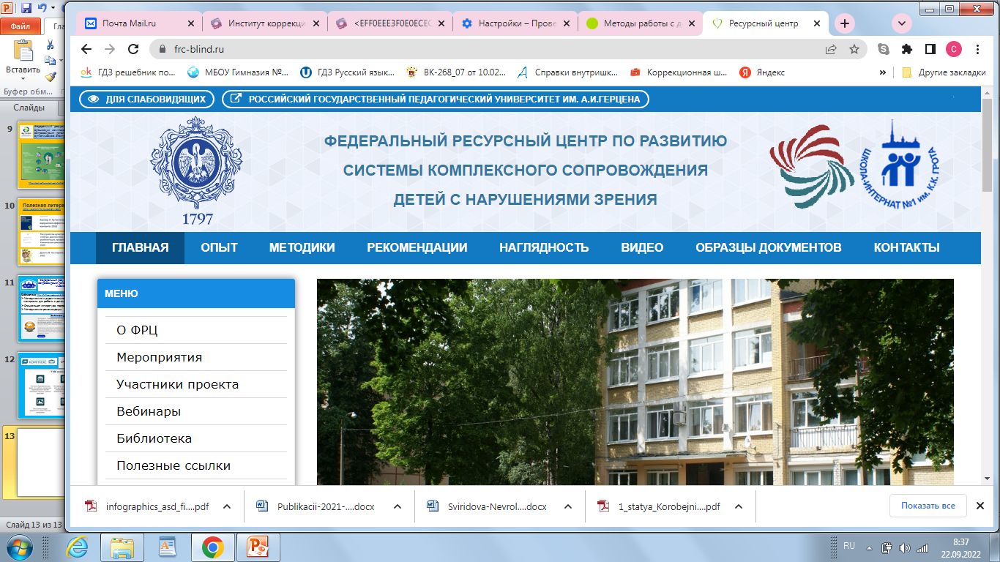 Почта Mail.ru
Институт коррекци
<EFF0EEE3F0E0ECEC
Настройки – Прове
Методы работы с д
Ресурсный центр
frc-blind.ru
ГДЗ решебник по...
МБОУ Гимназия №...
ГДЗ Русский язык...
ВК-268_07 от 10.02...
Справки внутришк...
Коррекционная ш...
Яндекс
»
Другие закладки
Файл
Гла
Вставить
Буфер обм...
Слайды
9
10
Полезная литера
11
12
13
Слайд 13 из 13
ДЛЯ СЛАБОВИДЯЩИХ
РОССИЙСКИЙ ГОСУДАРСТВЕННЫЙ ПЕДАГОГИЧЕСКИЙ УНИВЕРСИТЕТ ИМ. А.И.ГЕРЦЕНА
1797
ФЕДЕРАЛЬНЫЙ РЕСУРСНЫЙ ЦЕНТР ПО РАЗВИТИЮ
СИСТЕМЫ КОМПЛЕКСНОГО СОПРОВОЖДЕНИЯ
ДЕТЕЙ С НАРУШЕНИЯМИ ЗРЕНИЯ
ШКОЛА-ИНТЕРНАТ №1 ИМ. К.К. ГРОТА
ГЛАВНАЯ
ОПЫТ
МЕТОДИКИ
РЕКОМЕНДАЦИИ
НАГЛЯДНОСТЬ
ВИДЕО
ОБРАЗЦЫ ДОКУМЕНТОВ
КОНТАКТЫ
МЕНЮ
О ФРЦ
Мероприятия
Участники проекта
Вебинары
Библиотека
Полезные ссылки
infographics_asd_fi....pdf
Publikacii-2021-....docx
Sviridova-Nevrol....docx
1_statya_Korobejni....pdf
Показать все
RU
8:37
22.09.2022